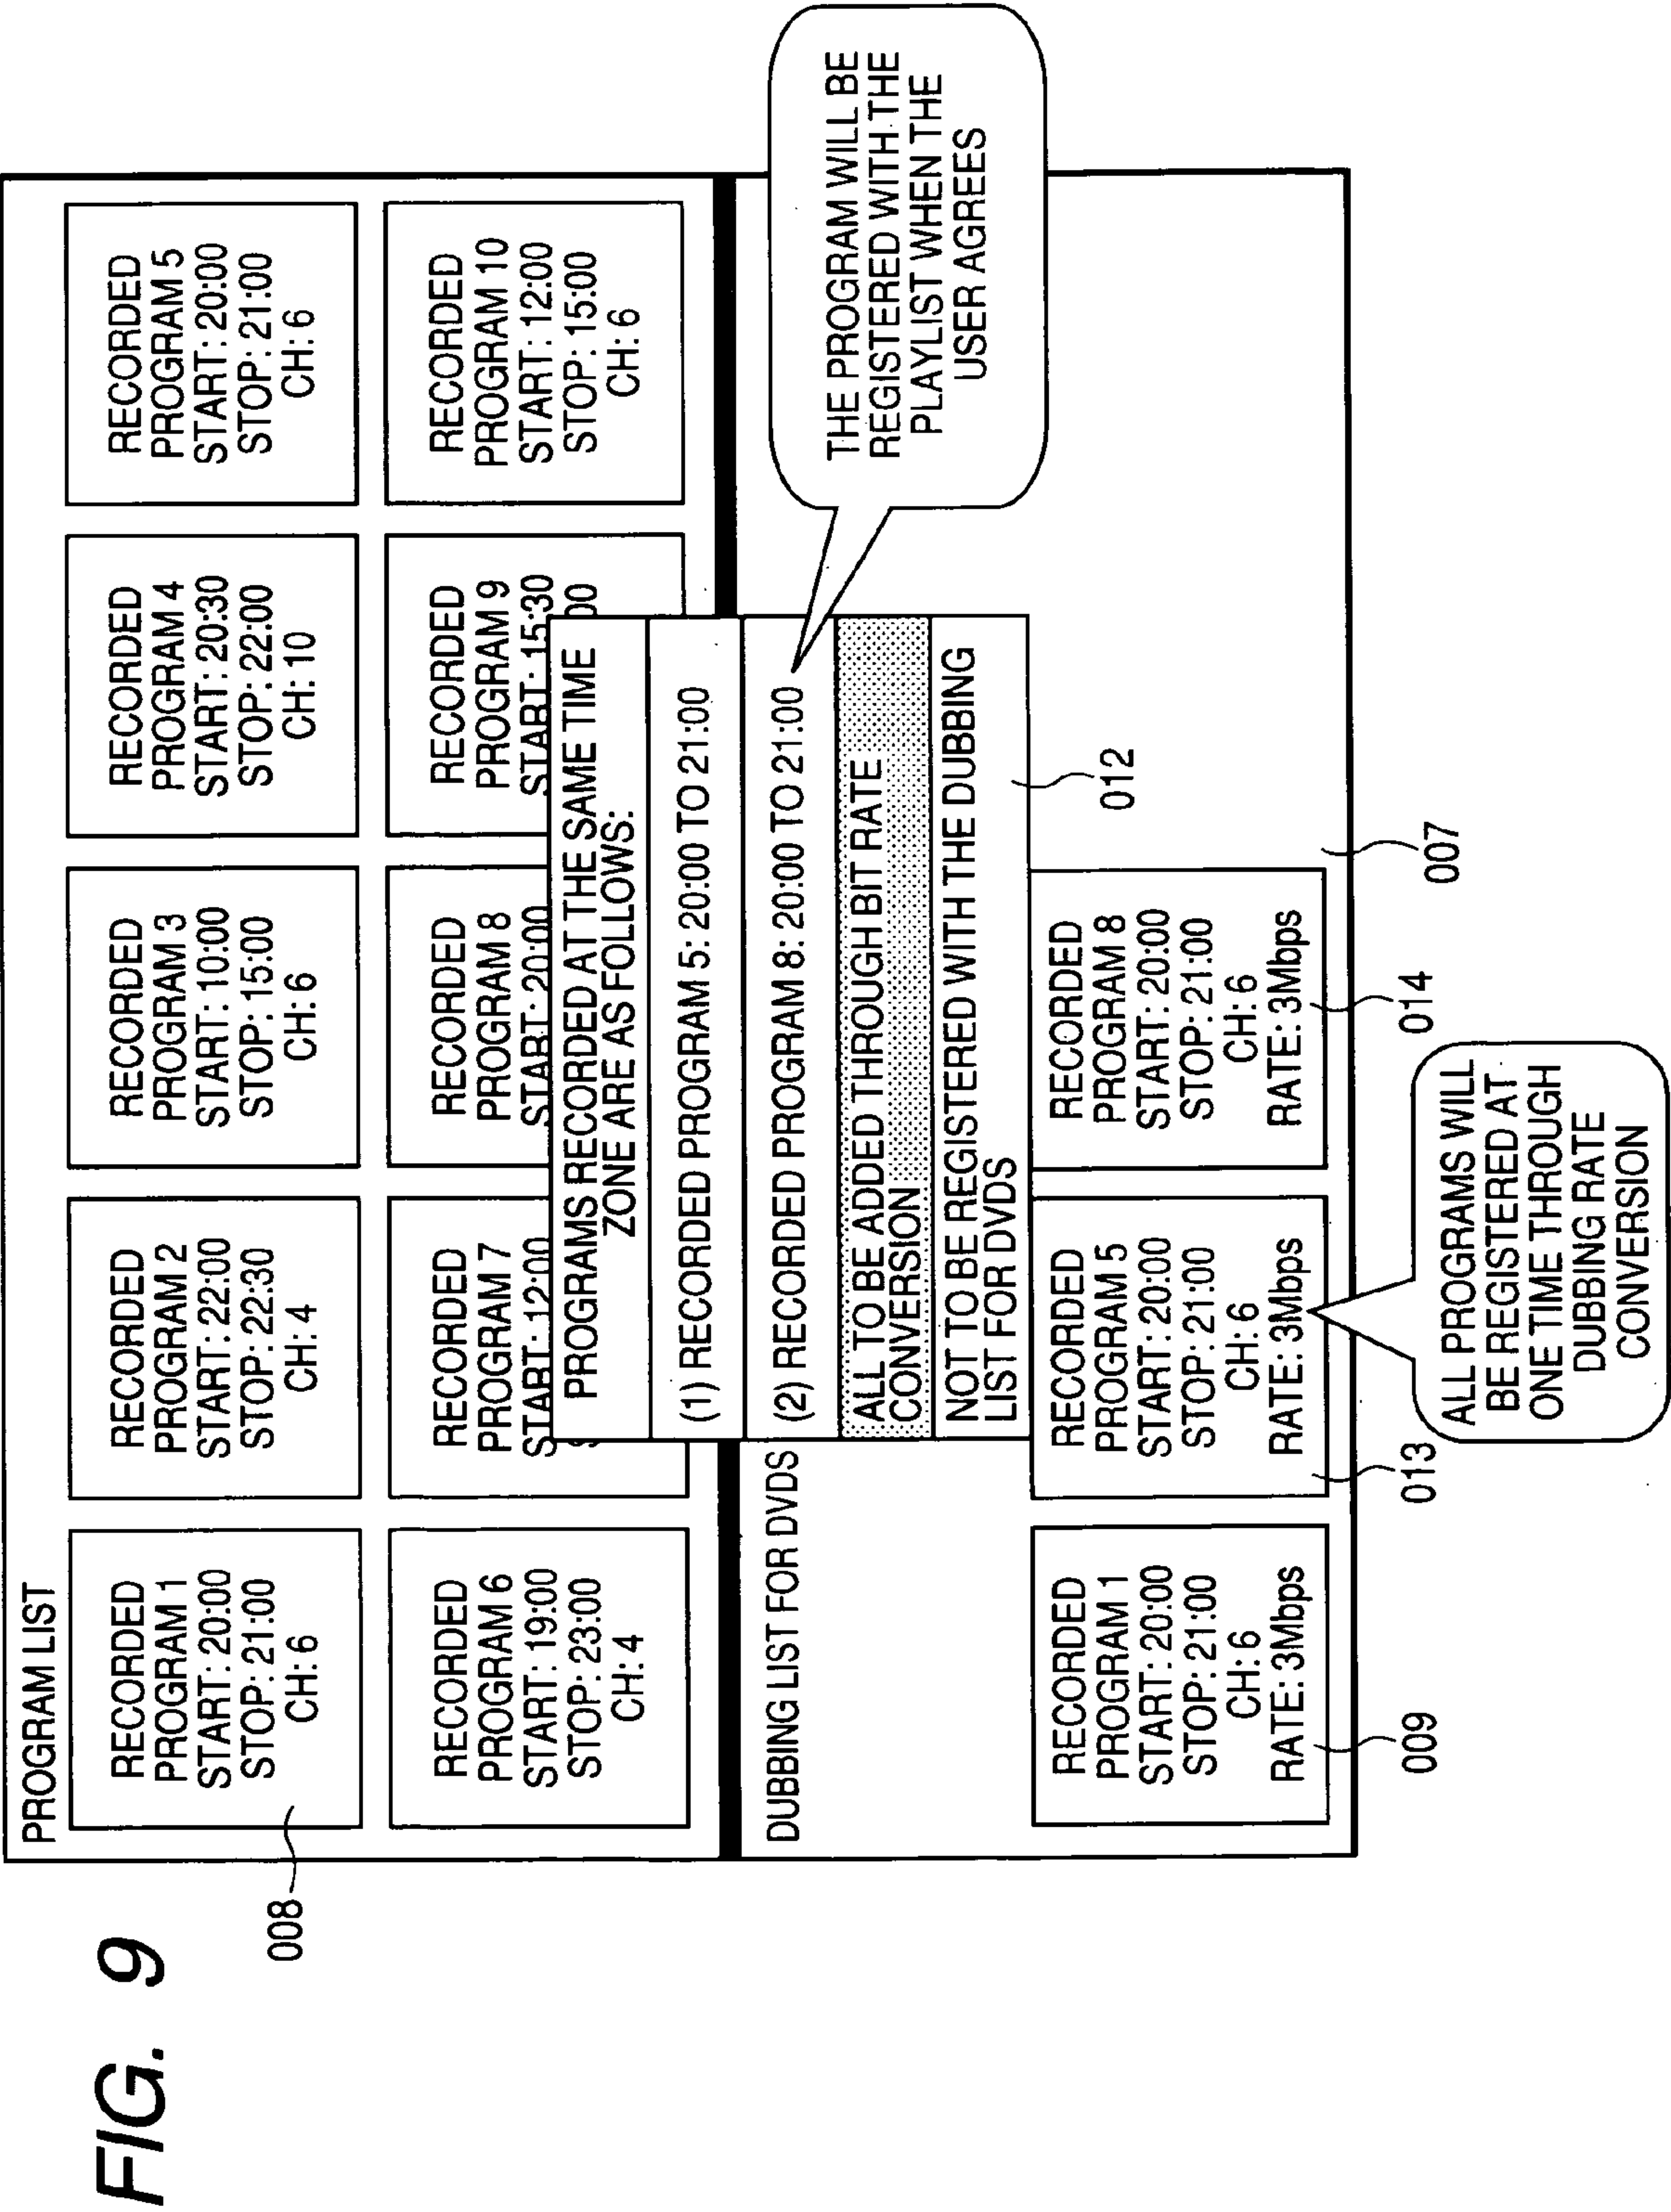 FIG. 9
PROGRAM LIST
RECORDED
PROGRAM 1
START: 20:00
STOP: 21:00
CH: 6
008
RECORDED
PROGRAM 2
START: 22:00
STOP: 22:30
CH: 4
RECORDED
PROGRAM 3
START: 10:00
STOP: 15:00
CH: 6
RECORDED
PROGRAM 4
START: 20:30
STOP: 22:00
CH: 10
RECORDED
PROGRAM 5
START: 20:00
STOP: 21:00
CH: 6
RECORDED
PROGRAM 6
START: 19:00
STOP: 23:00
CH: 4
RECORDED
PROGRAM 7
START: 12:00
RECORDED
PROGRAM 8
START: 20:00
RECORDED
PROGRAM 9
START: 15:30
00
RECORDED
PROGRAM 10
START: 12:00
STOP: 15:00
CH: 6
PROGRAMS RECORDED AT THE SAME TIME
ZONE ARE AS FOLLOWS:
(1) RECORDED PROGRAM 5: 20:00 TO 21:00
(2) RECORDED PROGRAM 8: 20:00 TO 21:00
ALL TO BE ADDED THROUGH BIT RATE
CONVERSION
NOT TO BE REGISTERED WITH THE DUBBING
LIST FOR DVDS
012
THE PROGRAM WILL BE
REGISTERED WITH THE
PLAYLIST WHEN THE
USER AGREES
DUBBING LIST FOR DVDS
RECORDED
PROGRAM 1
START: 20:00
STOP: 21:00
CH: 6
RATE: 3Mbps
009
RECORDED
PROGRAM 5
START: 20:00
STOP: 21:00
CH: 6
RATE: 3Mbps
013
RECORDED
PROGRAM 8
START: 20:00
STOP: 21:00
CH: 6
RATE: 3Mbps
014
007
ALL PROGRAMS WILL
BE REGISTERED AT
ONE TIME THROUGH
DUBBING RATE
CONVERSION